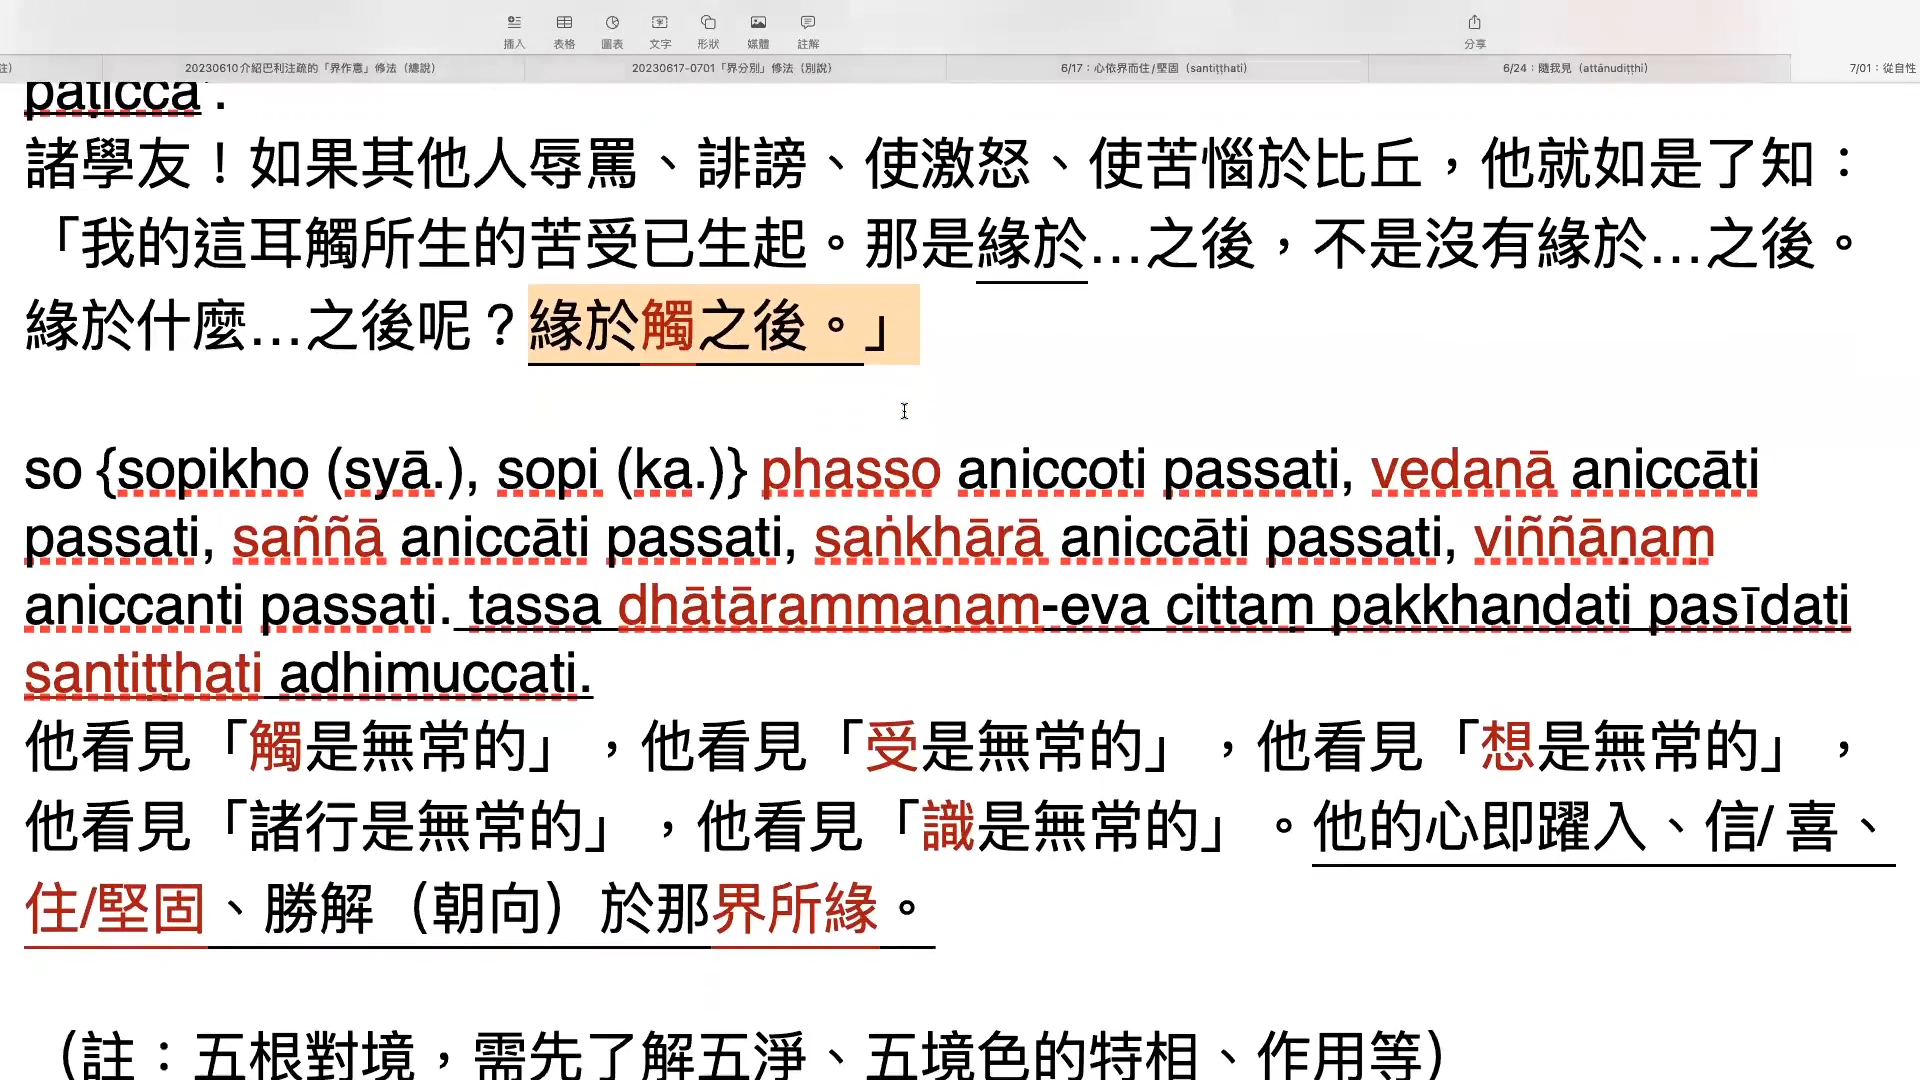 插入 表格 圖表 文字 形狀 媒體 註解 分享
註) 20230610介紹巴利注疏的「界作意」修法（總說） 20230617-0701「界分別」修法（別說） 6/17：心依界而住/堅固（santiṭṭhati） 6/24：隨我見（attānudiṭṭhi） 7/01：從自性
paṭicca'.
諸學友！如果其他人辱罵、誹謗、使激怒、使苦惱於比丘，他就如是了知：
「我的這耳觸所生的苦受已生起。那是緣於…之後，不是沒有緣於…之後。
緣於什麼…之後呢？緣於觸之後。」
so {sopikho (syā.), sopi (ka.)} phasso aniccoti passati, vedanā aniccāti
passati, saññā aniccāti passati, saṅkhārā aniccāti passati, viññāṇaṃ
aniccanti passati. tassa dhātārammaṇam-eva cittaṃ pakkhandati pasīdati
santiṭṭhati adhimuccati.
他看見「觸是無常的」，他看見「受是無常的」，他看見「想是無常的」，
他看見「諸行是無常的」，他看見「識是無常的」。他的心即躍入、信/ 喜、
住/堅固、勝解（朝向）於那界所緣。
（註：五根對境，需先了解五淨、五境色的特相、作用等）